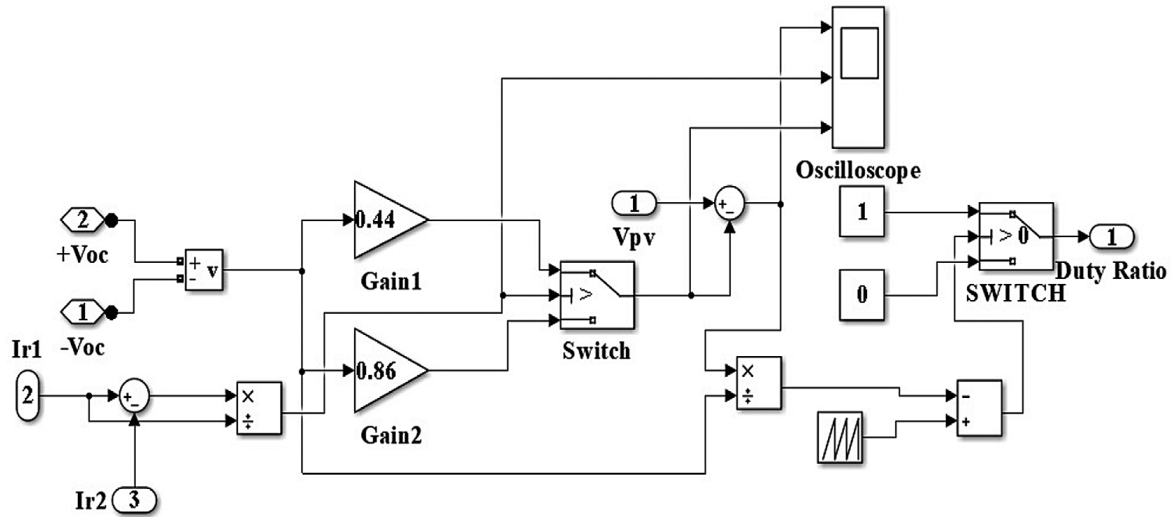 Oscilloscope
2
+Voc
+
-
v
1
-Voc
0.44
Gain1
0.86
Gain2
>
Switch
1
Vpv
+
-
1
0
> 0
SWITCH
1
Duty Ratio
Ir1
2
+
-
×
÷
Ir2
3
×
÷
-
+